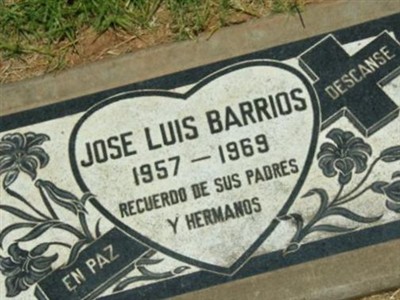 JOSE LUIS BARRIOS
1957 — 1969
RECUERDO DE SUS PADRES
Y HERMANOS
EN PAZ
DESCANSE